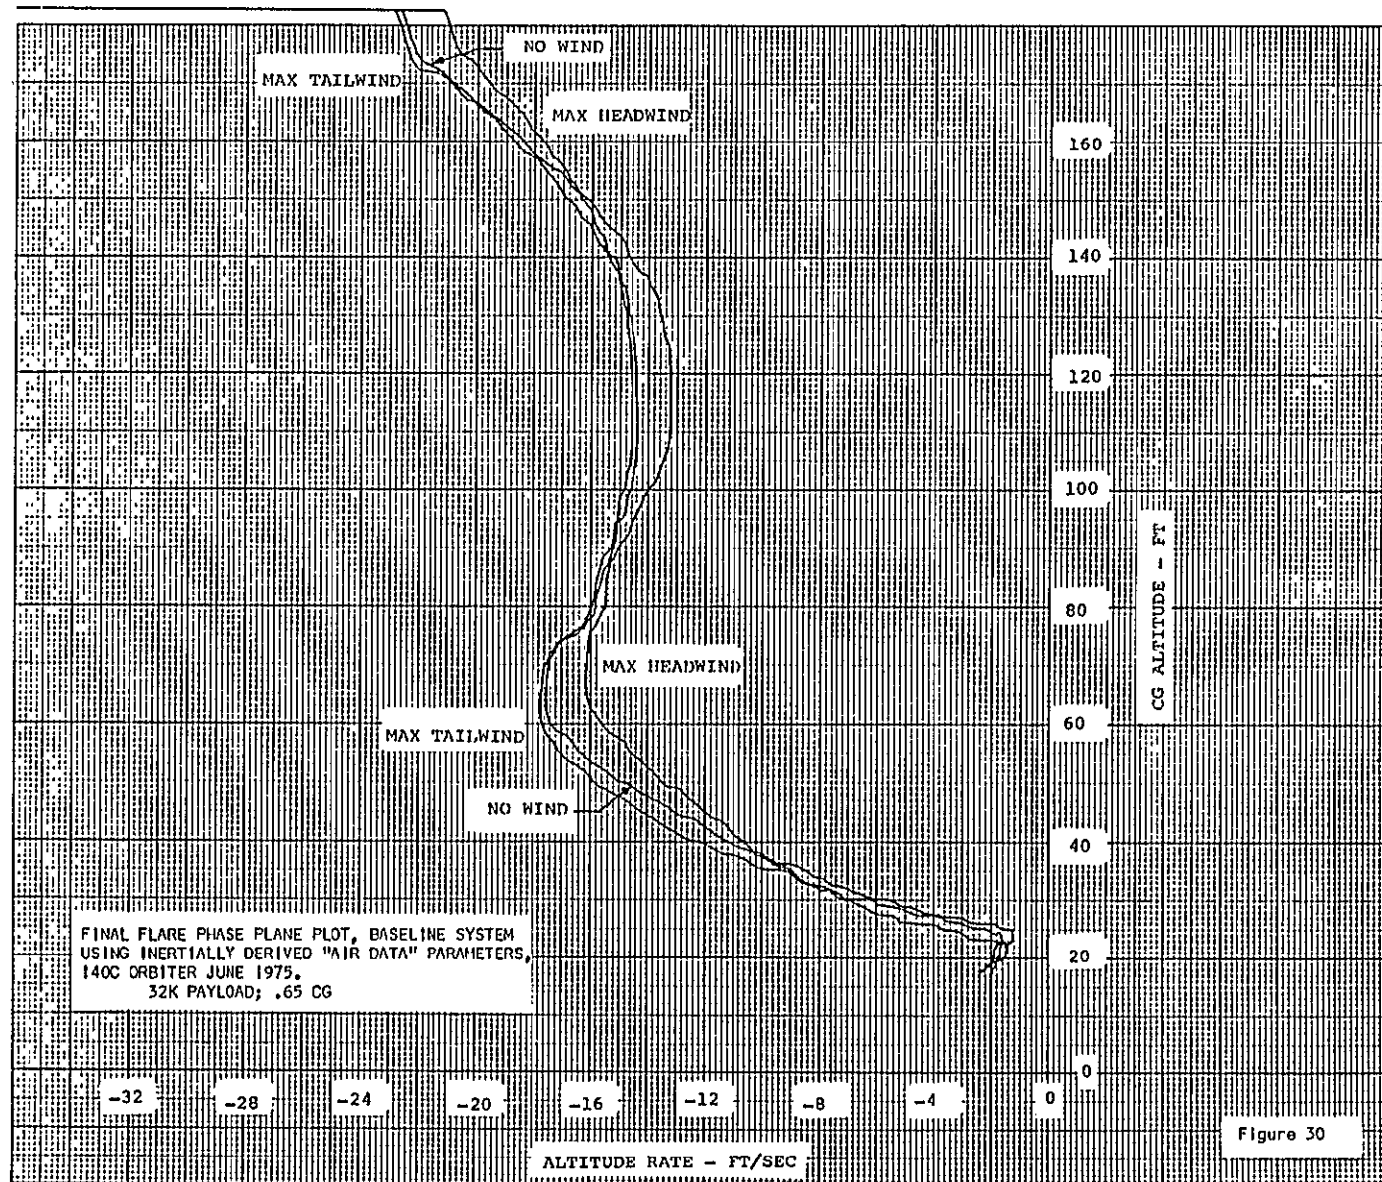 NO WIND
MAX TAILWIND
MAX HEADWIND
160
140
120
100
CG ALTITUDE - FT
80
MAX HEADWIND
60
MAX TAILWIND
NO WIND
40
FINAL FLARE PHASE PLANE PLOT, BASELINE SYSTEM
USING INERTIALLY DERIVED "AIR DATA" PARAMETERS,
140C ORBITER JUNE 1975.
32K PAYLOAD; .65 CG
20
0
-32 -28 -24 -20 -16 -12 -8 -4 0
Figure 30
ALTITUDE RATE - FT/SEC